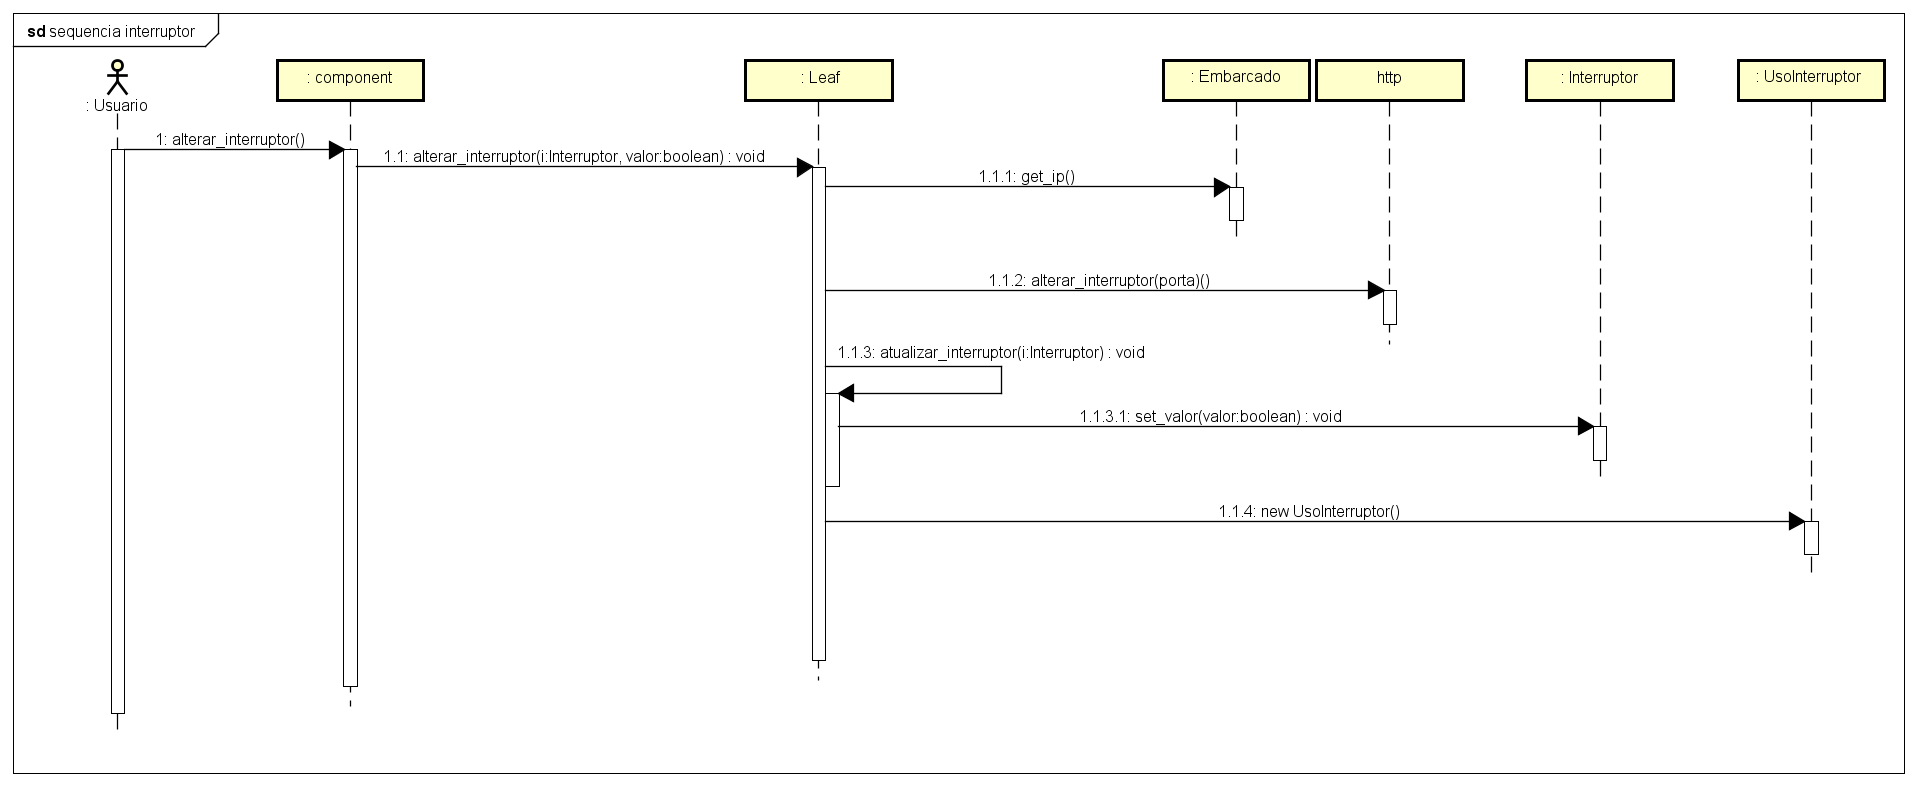 sd sequencia interruptor
: Usuario
: component
: Leaf
: Embarcado
http
: Interruptor
: UsoInterruptor
1: alterar_interruptor()
1.1: alterar_interruptor(i:Interruptor, valor:boolean) : void
1.1.1: get_ip()
1.1.2: alterar_interruptor(porta)()
1.1.3: atualizar_interruptor(i:Interruptor) : void
1.1.3.1: set_valor(valor:boolean) : void
1.1.4: new UsoInterruptor()